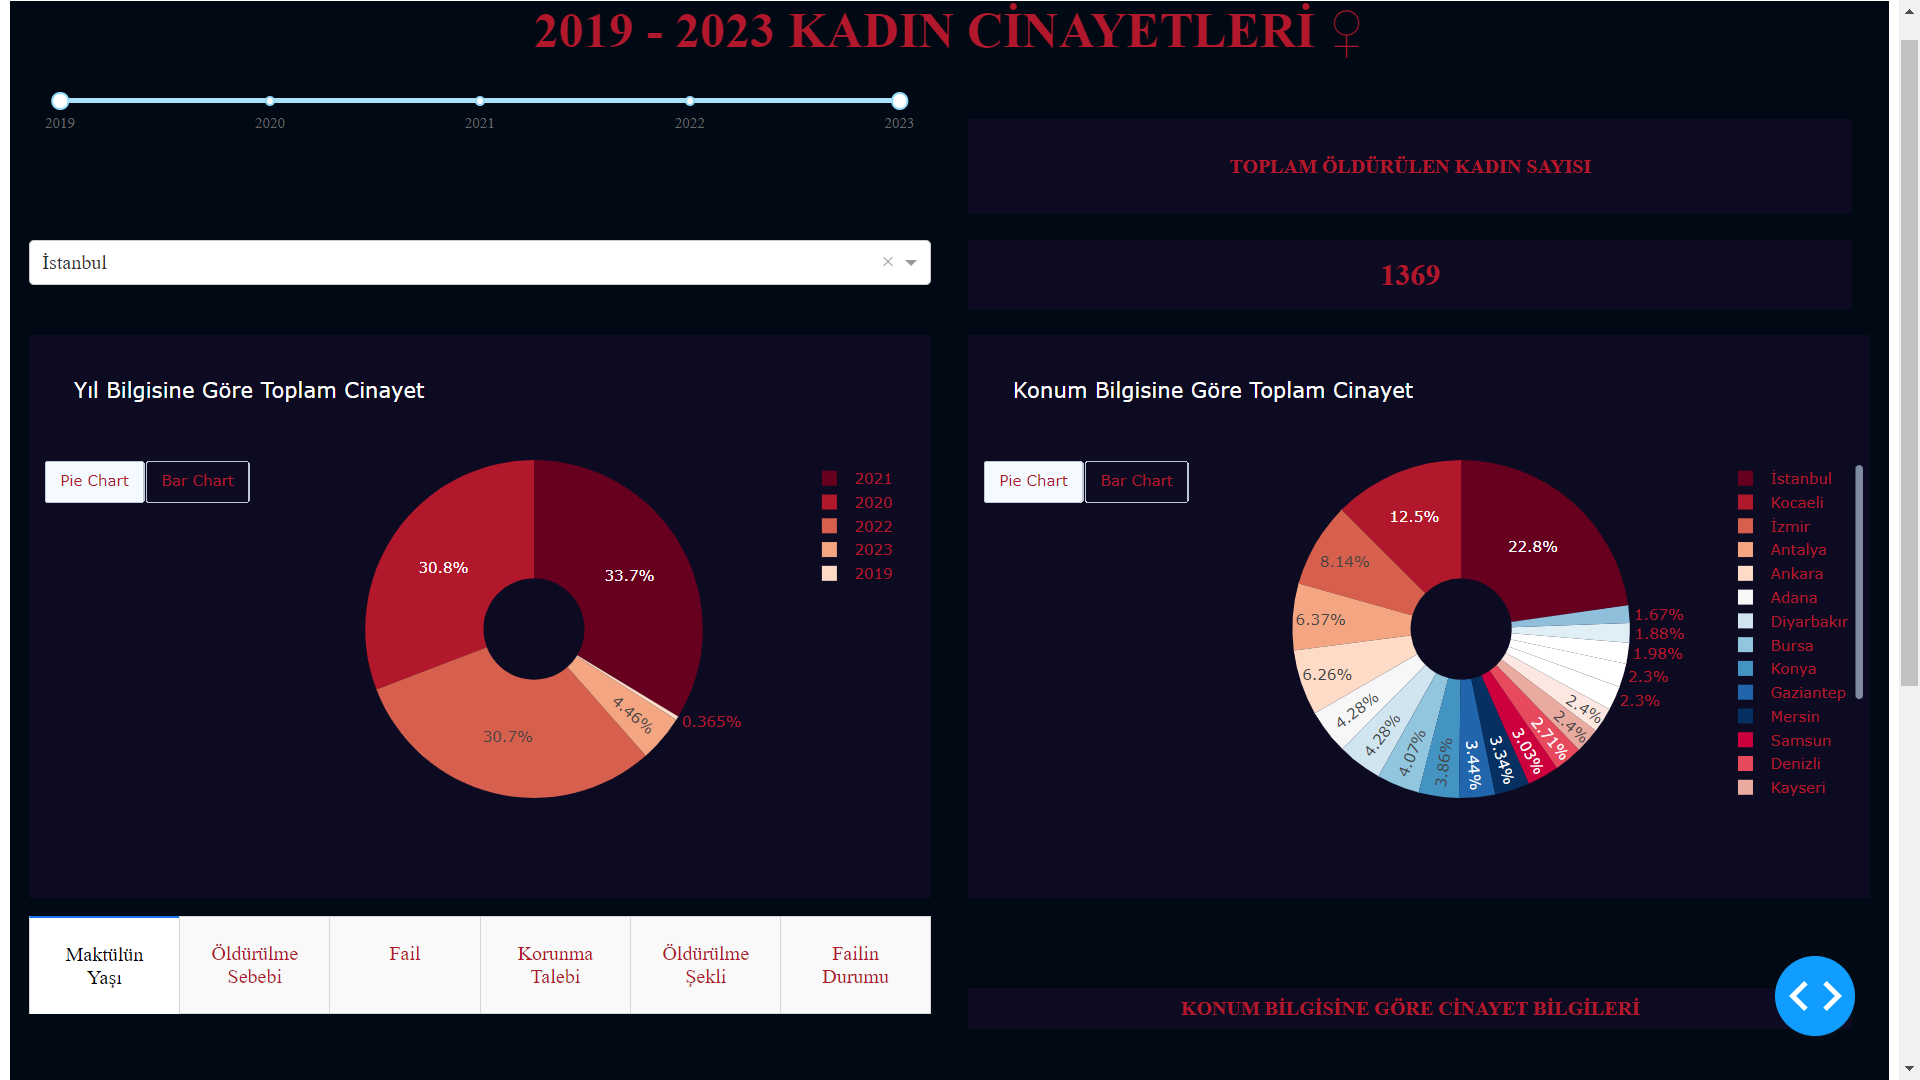 2019 - 2023 KADIN CİNAYETLERİ ♀
2019
2020
2021
2022
2023
TOPLAM ÖLDÜRÜLEN KADIN SAYISI
İstanbul
1369
Yıl Bilgisine Göre Toplam Cinayet
Pie Chart
Bar Chart
33.7%
30.8%
30.7%
4.46%
0.365%
2021
2020
2022
2023
2019
Konum Bilgisine Göre Toplam Cinayet
Pie Chart
Bar Chart
22.8%
12.5%
8.14%
6.37%
6.26%
4.28%
4.28%
4.07%
3.86%
3.44%
3.34%
3.03%
2.71%
2.4%
2.4%
2.3%
2.3%
1.98%
1.88%
1.67%
İstanbul
Kocaeli
İzmir
Antalya
Ankara
Adana
Diyarbakır
Bursa
Konya
Gaziantep
Mersin
Samsun
Denizli
Kayseri
Maktülün
Yaşı
Öldürülme
Sebebi
Fail
Korunma
Talebi
Öldürülme
Şekli
Failin
Durumu
KONUM BİLGİSİNE GÖRE CİNAYET BİLGİLERİ